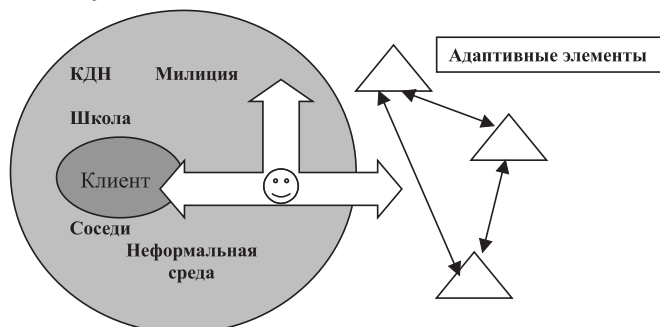 КДН Милиция
Адаптивные элементы
Школа
Клиент
Соседи
Неформальная
среда